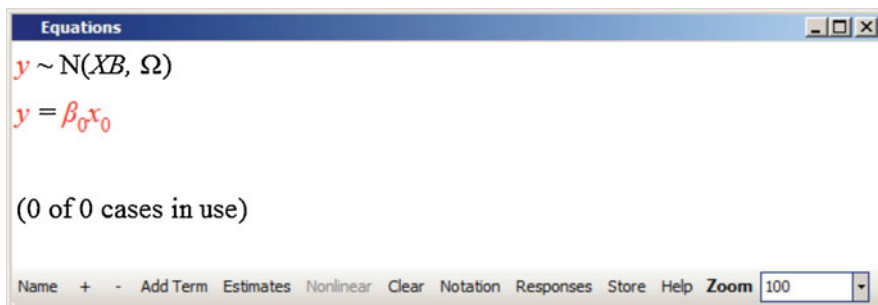 Equations
y ~ N(XB, Ω)
y = β₀x₀
(0 of 0 cases in use)
Name + - Add Term Estimates Nonlinear Clear Notation Responses Store Help Zoom 100